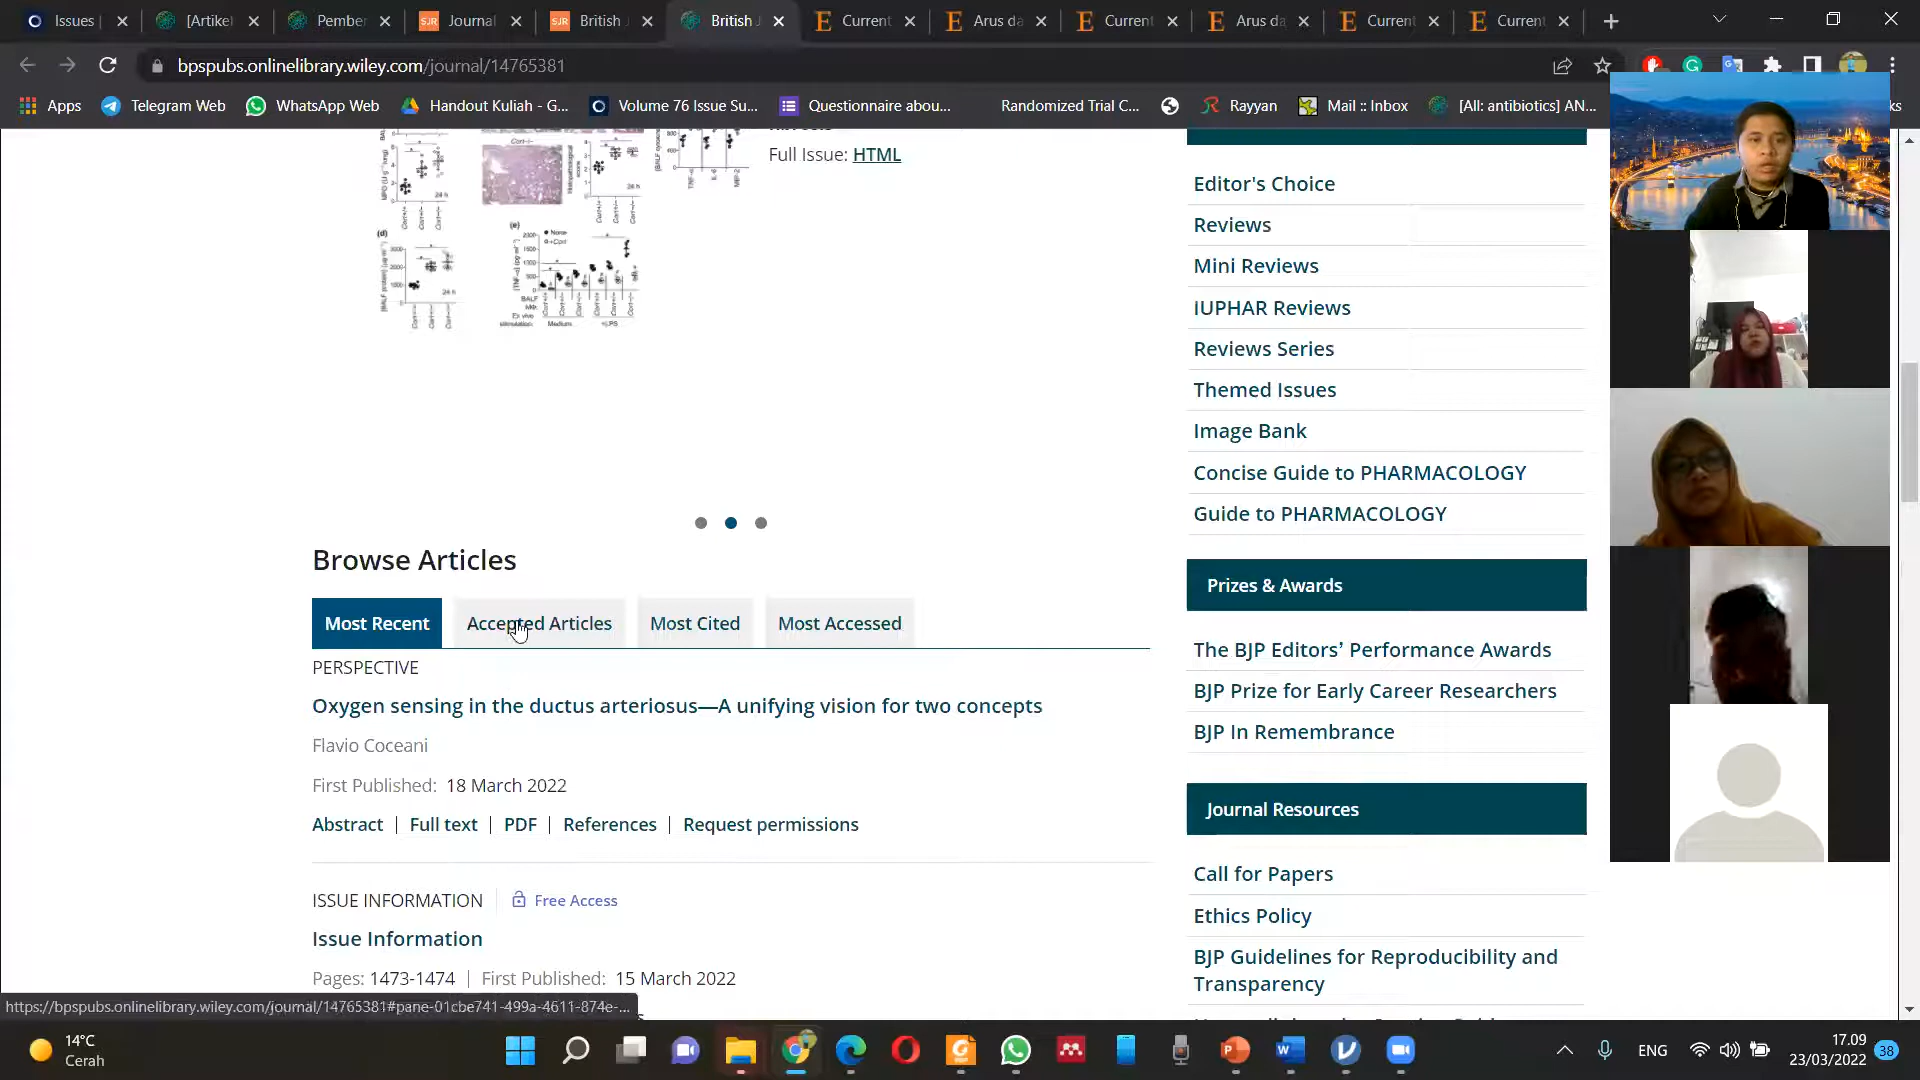 Issues |
[Artikel
Pember
SJR Journal
SJR British J
British J
Current
Arus da
Current
Arus da
Current
Current
bpspubs.onlinelibrary.wiley.com/journal/14765381
Apps
Telegram Web
WhatsApp Web
Handout Kuliah - G...
Volume 76 Issue Su...
Questionnaire abou...
Randomized Trial C...
Rayyan
Mail :: Inbox
[All: antibiotics] AN...
Full Issue: HTML
24 h
24 h
(d)
(e)
24 h
Medium
+LPS
Editor's Choice
Reviews
Mini Reviews
IUPHAR Reviews
Reviews Series
Themed Issues
Image Bank
Concise Guide to PHARMACOLOGY
Guide to PHARMACOLOGY
Browse Articles
Most Recent
Accepted Articles
Most Cited
Most Accessed
PERSPECTIVE
Oxygen sensing in the ductus arteriosus—A unifying vision for two concepts
Flavio Coceani
First Published: 18 March 2022
Abstract | Full text | PDF | References | Request permissions
ISSUE INFORMATION | Free Access
Issue Information
Pages: 1473-1474 | First Published: 15 March 2022
Prizes & Awards
The BJP Editors’ Performance Awards
BJP Prize for Early Career Researchers
BJP In Remembrance
Journal Resources
Call for Papers
Ethics Policy
BJP Guidelines for Reproducibility and
Transparency
https://bpspubs.onlinelibrary.wiley.com/journal/14765381#pane-01cbe741-499a-4611-874e-...
14°C
Cerah
ENG
17.09
23/03/2022
38